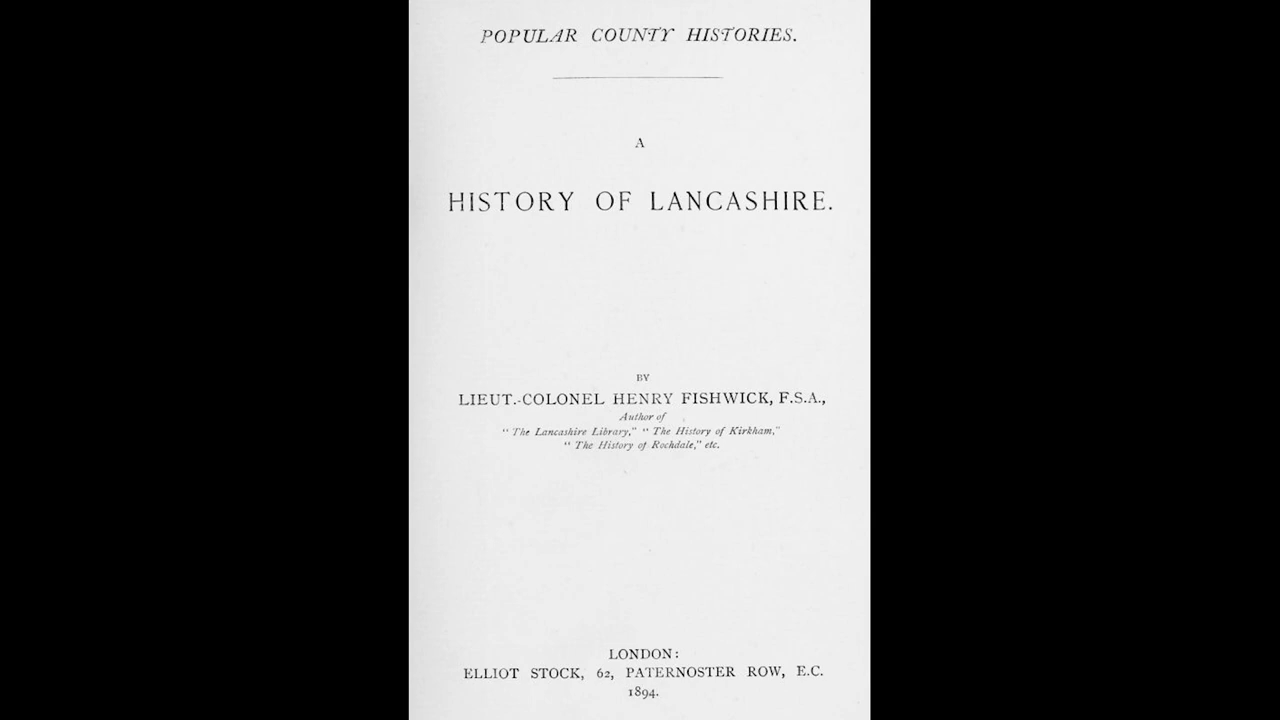 POPULAR COUNTY HISTORIES.
A
HISTORY OF LANCASHIRE.
BY
LIEUT.-COLONEL HENRY FISHWICK, F.S.A.,
Author of
“ The Lancashire Library,” “ The History of Kirkham,”
“ The History of Rochdale,” etc.
LONDON:
ELLIOT STOCK, 62, PATERNOSTER ROW, E.C.
1894.